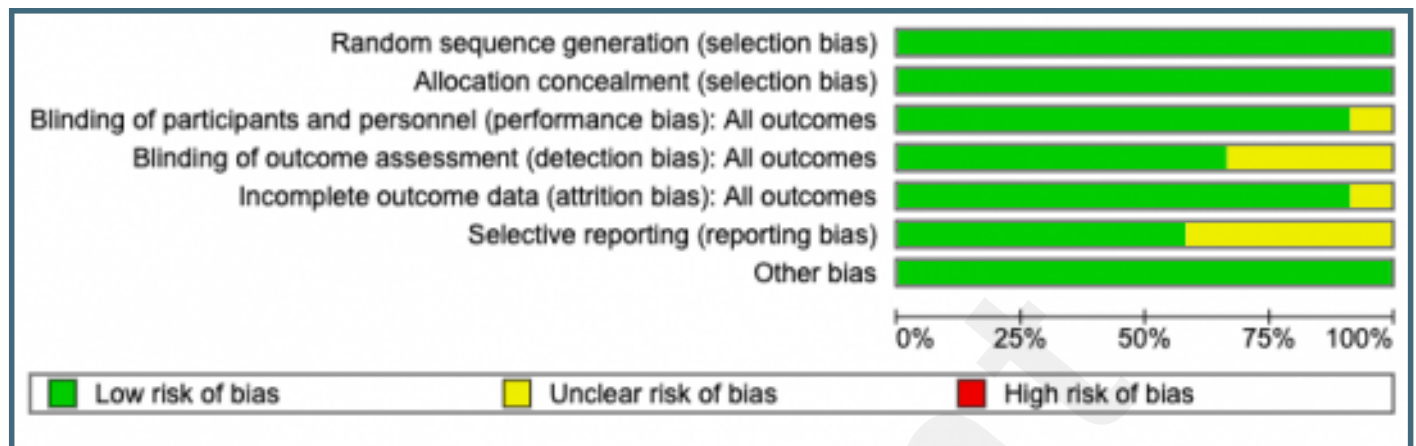 Random sequence generation (selection bias)
Allocation concealment (selection bias)
Blinding of participants and personnel (performance bias): All outcomes
Blinding of outcome assessment (detection bias): All outcomes
Incomplete outcome data (attrition bias): All outcomes
Selective reporting (reporting bias)
Other bias
0% 25% 50% 75% 100%
Low risk of bias Unclear risk of bias High risk of bias